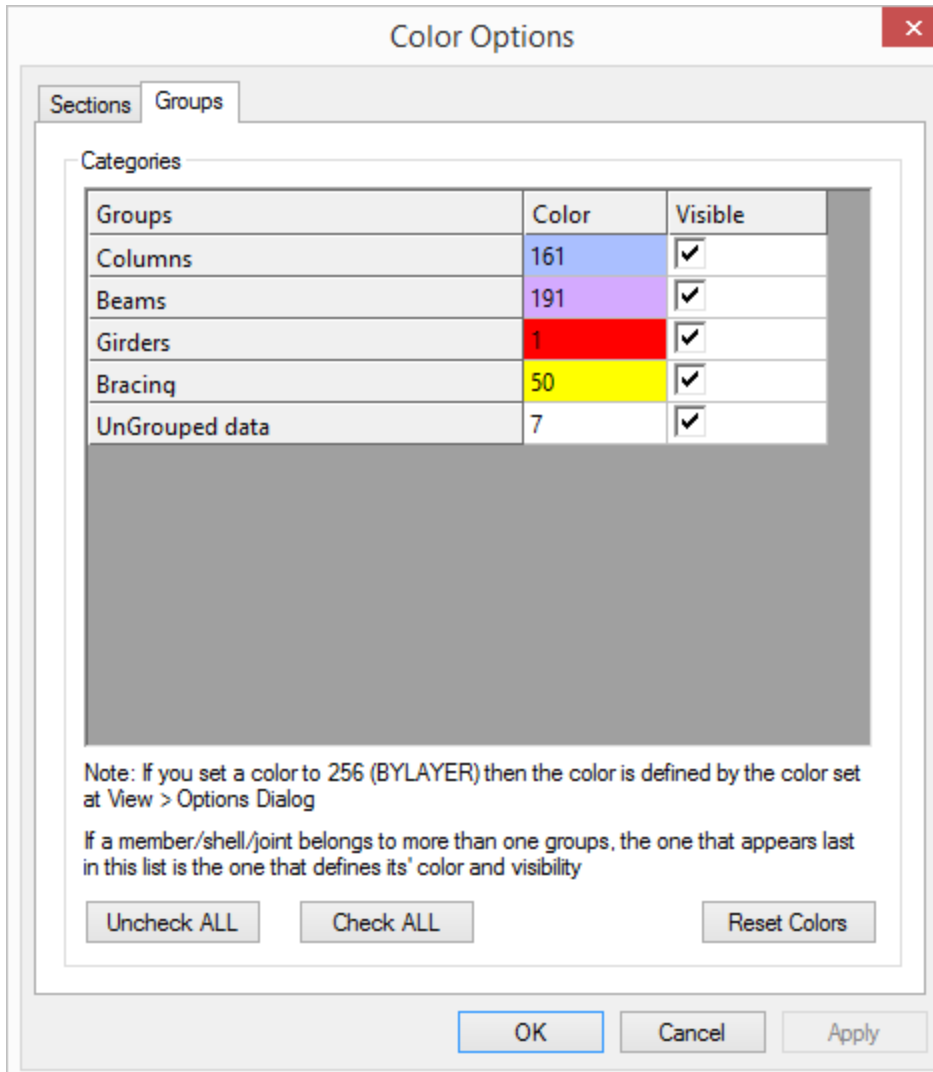 Color Options
Sections Groups
Categories
Groups Color Visible
Columns 161
Beams 191
Girders 1
Bracing 50
UnGrouped data 7
Note: If you set a color to 256 (BYLAYER) then the color is defined by the color set
at View > Options Dialog
If a member/shell/joint belongs to more than one groups, the one that appears last
in this list is the one that defines its' color and visibility
Uncheck ALL Check ALL Reset Colors
OK Cancel Apply